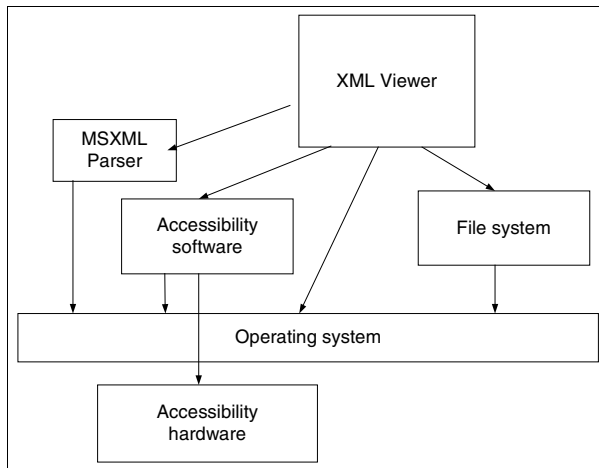 XML Viewer
MSXML
Parser
Accessibility
software
File system
Operating system
Accessibility
hardware